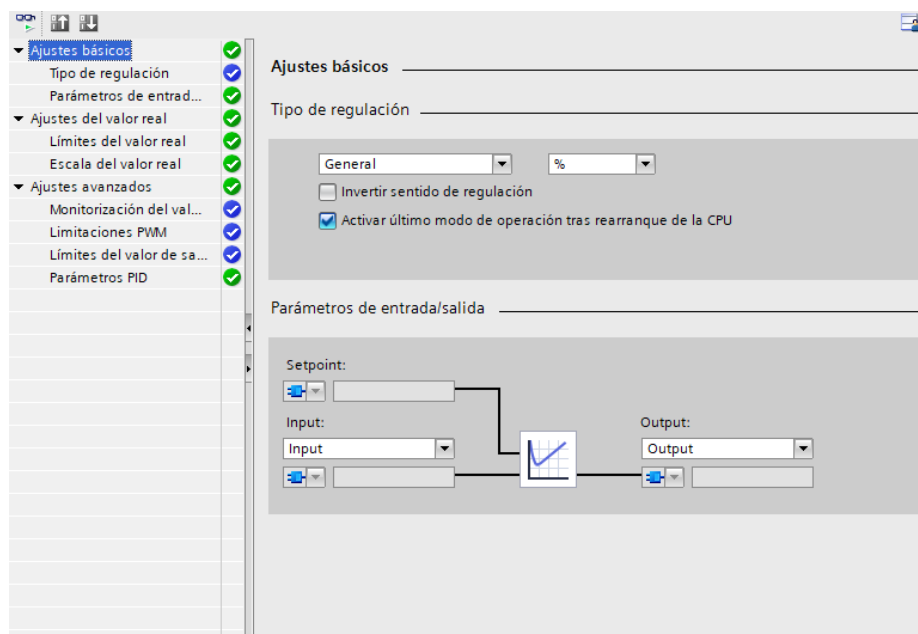 Ajustes básicos
Tipo de regulación
Parámetros de entrad...
Ajustes del valor real
Límites del valor real
Escala del valor real
Ajustes avanzados
Monitorización del val...
Limitaciones PWM
Límites del valor de sa...
Parámetros PID
Ajustes básicos
Tipo de regulación
General
%
Invertir sentido de regulación
Activar último modo de operación tras rearranque de la CPU
Parámetros de entrada/salida
Setpoint:
Input:
Output:
Input
Output